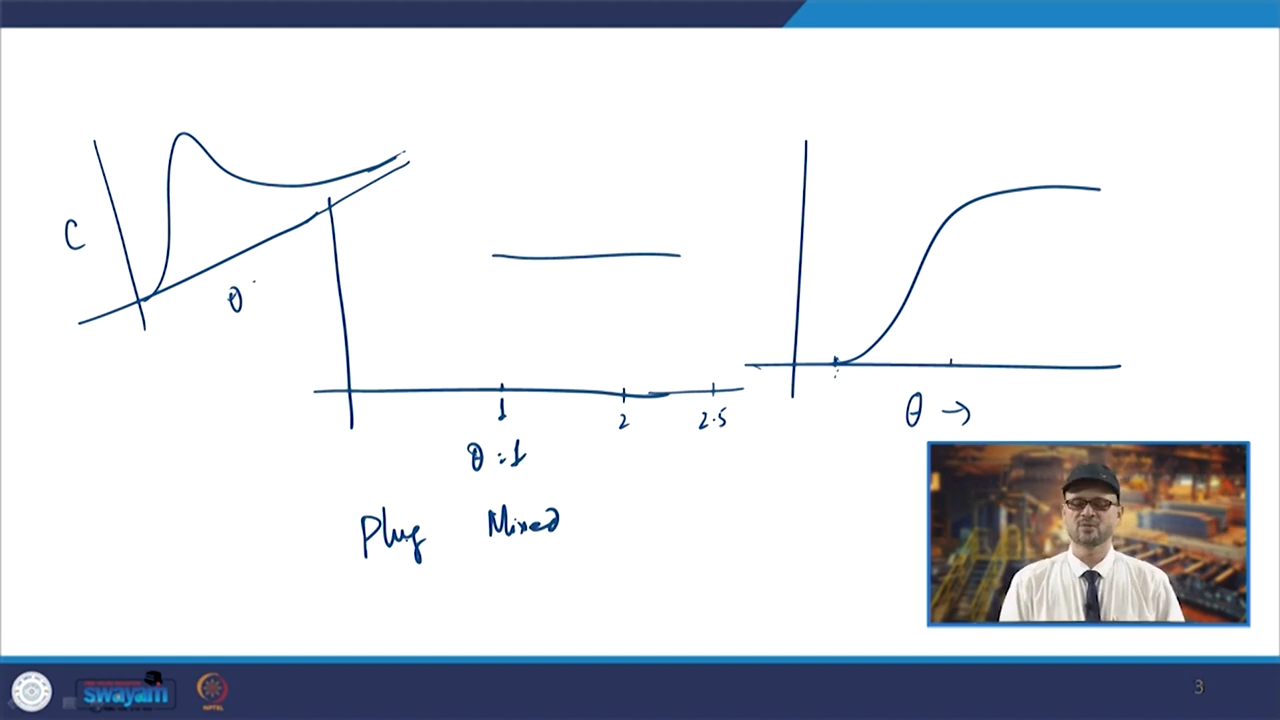 C
θ
1
2
2.5
θ = 1
θ →
Plug Mixed
3
swayam